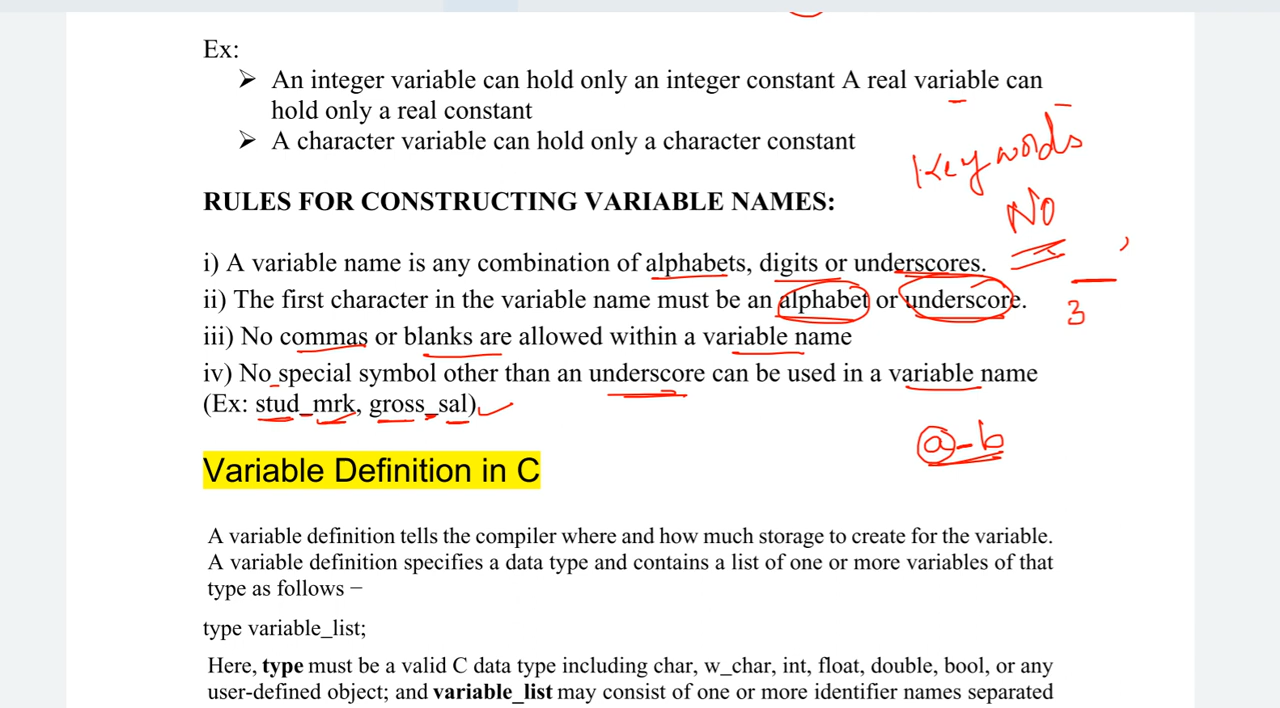 Ex:
➢ An integer variable can hold only an integer constant A real variable can
hold only a real constant
➢ A character variable can hold only a character constant
Keywords
RULES FOR CONSTRUCTING VARIABLE NAMES:
No
i) A variable name is any combination of alphabets, digits or underscores.
,
ii) The first character in the variable name must be an alphabet or underscore.
3
iii) No commas or blanks are allowed within a variable name
iv) No special symbol other than an underscore can be used in a variable name
(Ex: stud_mrk, gross_sal)
a-b
Variable Definition in C
A variable definition tells the compiler where and how much storage to create for the variable.
A variable definition specifies a data type and contains a list of one or more variables of that
type as follows −
type variable_list;
Here, type must be a valid C data type including char, w_char, int, float, double, bool, or any
user-defined object; and variable_list may consist of one or more identifier names separated